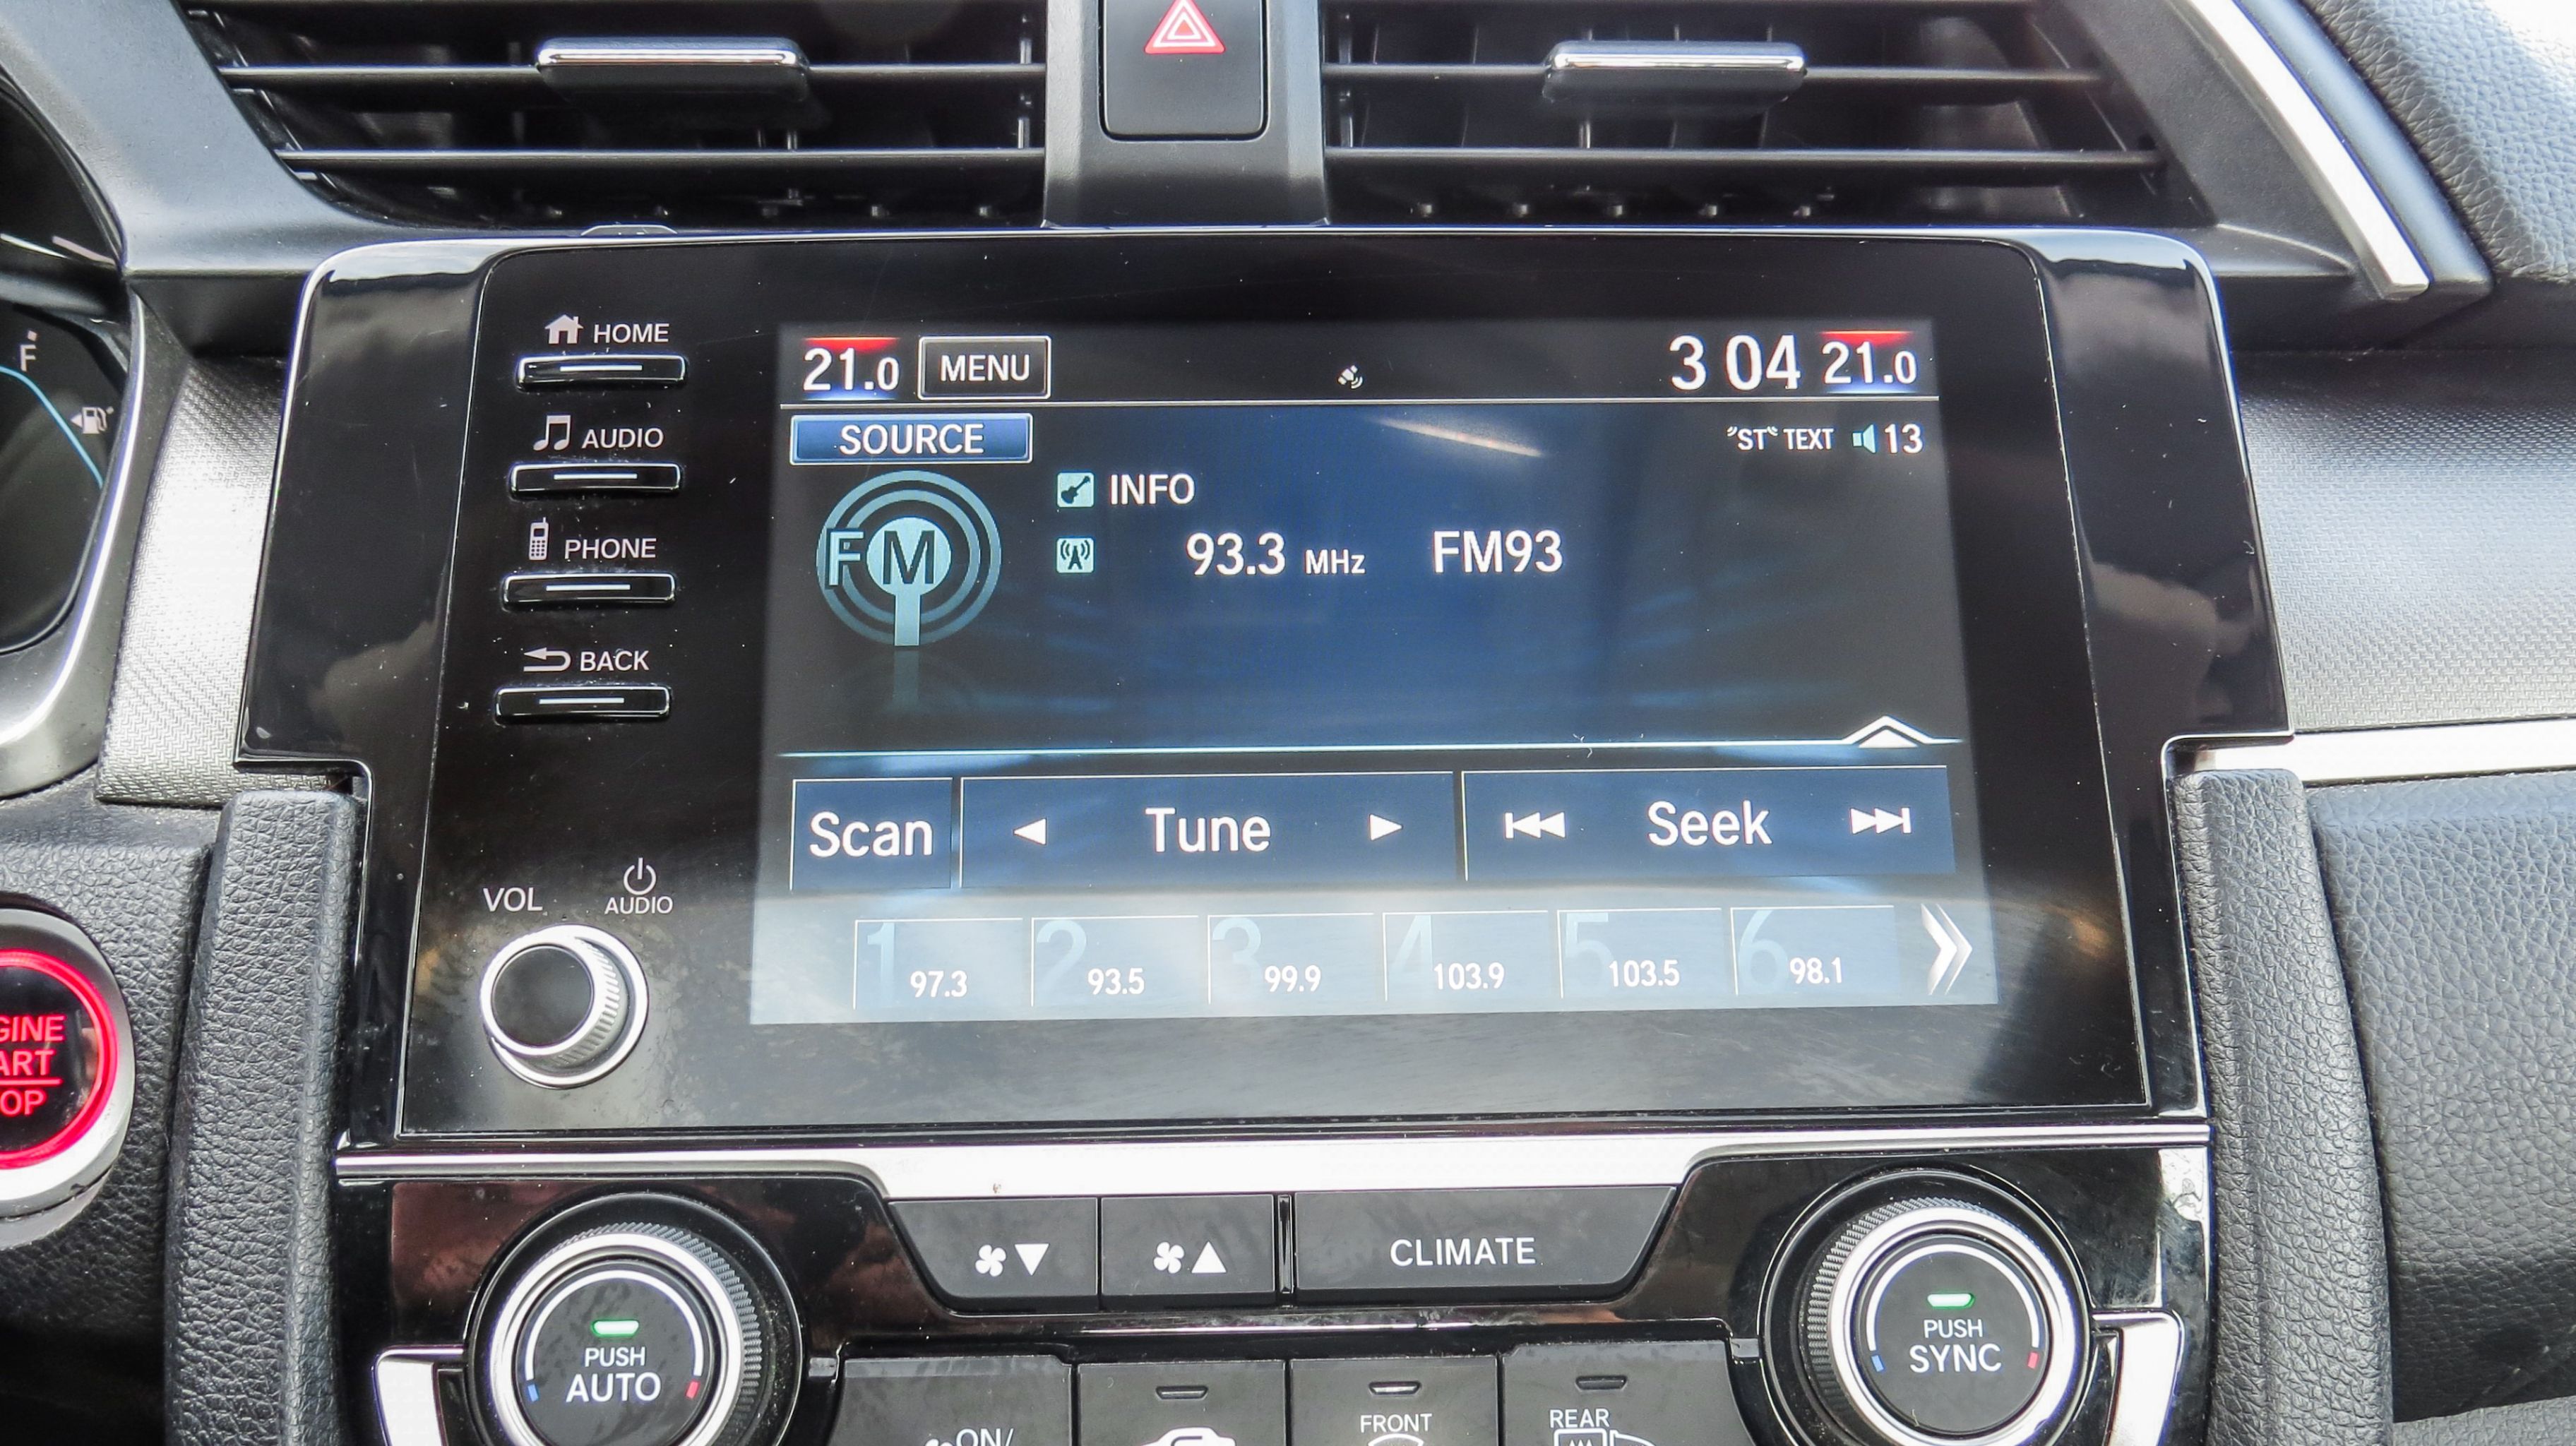 F
HOME
AUDIO
PHONE
BACK
VOL
AUDIO
21.0 MENU 3 04 21.0
SOURCE "ST" TEXT 13
FM
INFO
93.3 MHz FM93
Scan Tune Seek
1 97.3 2 93.5 3 99.9 4 103.9 5 103.5 6 98.1
CLIMATE
PUSH
AUTO
PUSH
SYNC
ON/
FRONT
REAR